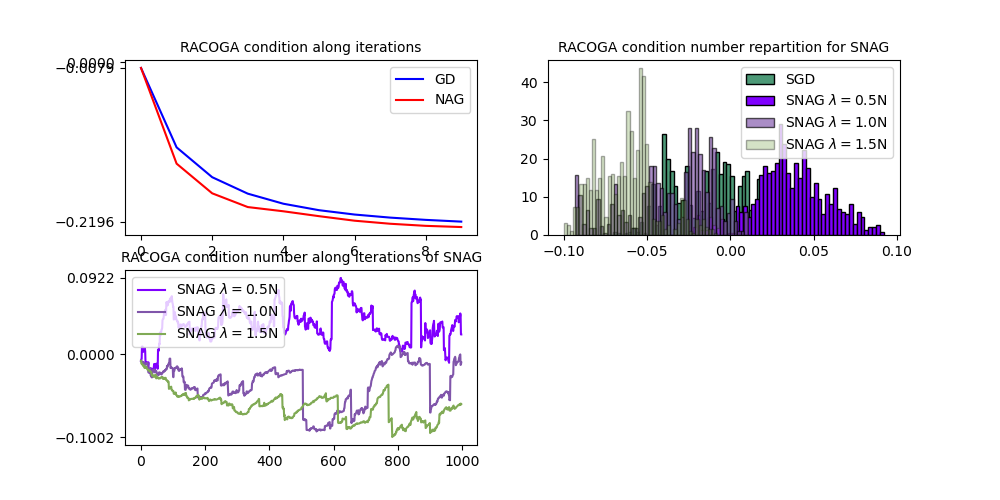 RACOGA condition along iterations
0.0000
−0.0079
−0.2196
0 2 4 6 8
GD
NAG
RACOGA condition number repartition for SNAG
40
30
20
10
0
−0.10 −0.05 0.00 0.05 0.10
SGD
SNAG λ = 0.5N
SNAG λ = 1.0N
SNAG λ = 1.5N
RACOGA condition number along iterations of SNAG
0.0922
0.0000
−0.1002
0 200 400 600 800 1000
SNAG λ = 0.5N
SNAG λ = 1.0N
SNAG λ = 1.5N